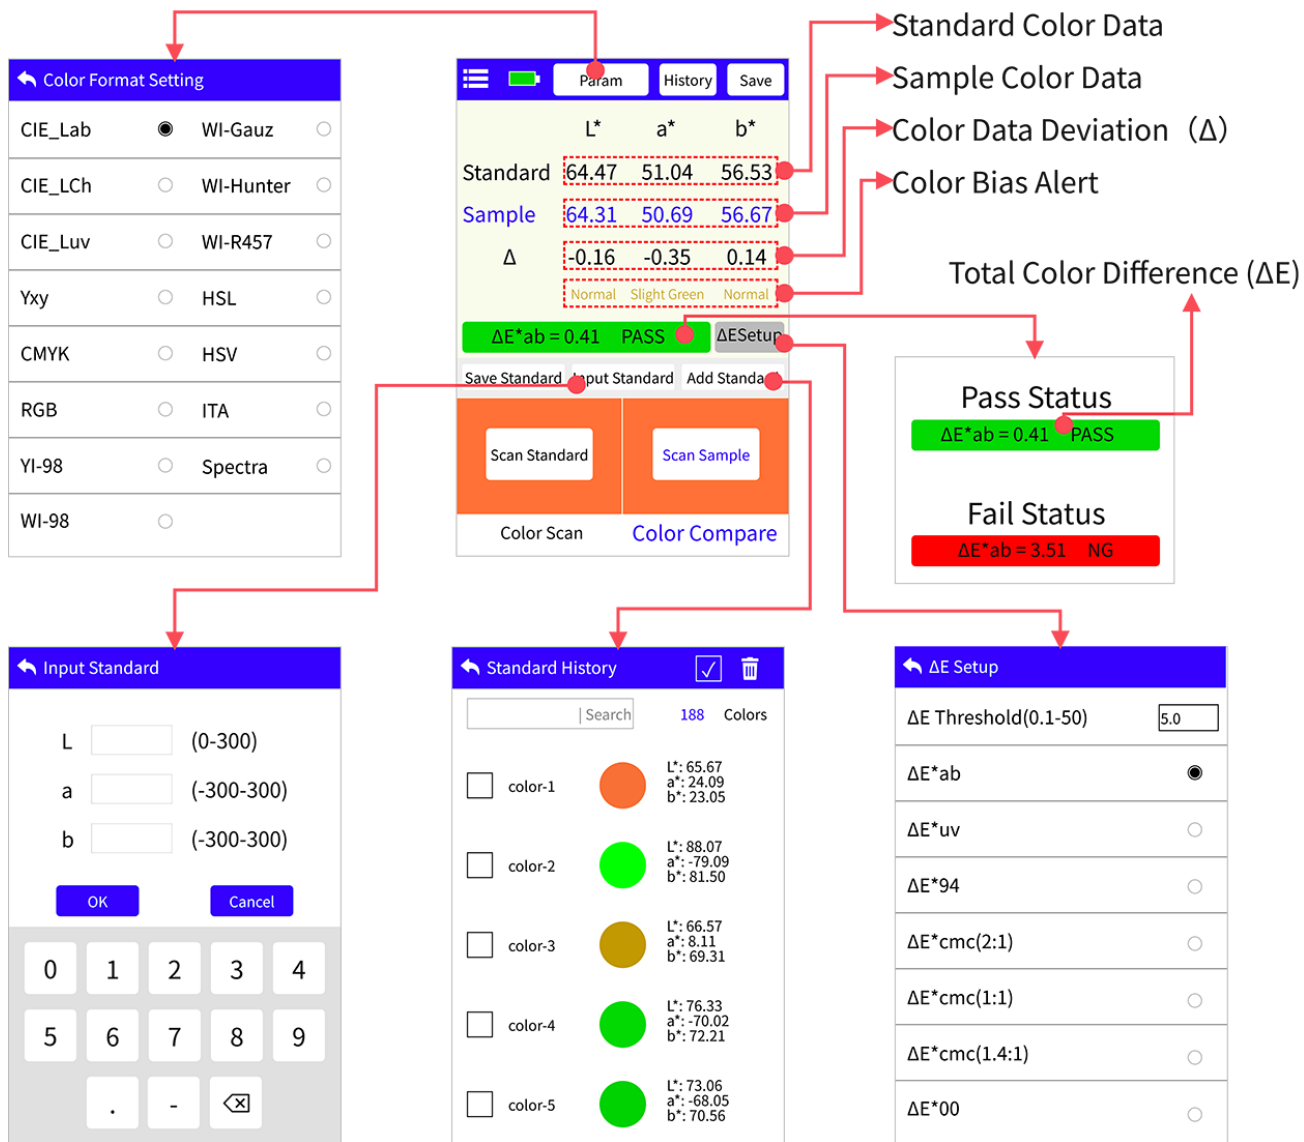 Standard Color Data
Sample Color Data
Color Data Deviation（Δ）
Color Bias Alert
Total Color Difference (ΔE)
Color Format Setting
CIE_Lab WI-Gauz
CIE_LCh WI-Hunter
CIE_Luv WI-R457
Yxy HSL
CMYK HSV
RGB ITA
YI-98 Spectra
WI-98
Param History Save
L* a* b*
Standard 64.47 51.04 56.53
Sample 64.31 50.69 56.67
Δ -0.16 -0.35 0.14
Normal Slight Green Normal
ΔE*ab = 0.41 PASS ΔESetup
Save Standard Input Standard Add Standard
Scan Standard Scan Sample
Color Scan Color Compare
Pass Status
ΔE*ab = 0.41 PASS
Fail Status
ΔE*ab = 3.51 NG
Input Standard
L (0-300)
a (-300-300)
b (-300-300)
OK Cancel
0 1 2 3 4
5 6 7 8 9
. -
Standard History
| Search 188 Colors
color-1
L*: 65.67
a*: 24.09
b*: 23.05
color-2
L*: 88.07
a*: -79.09
b*: 81.50
color-3
L*: 66.57
a*: 8.11
b*: 69.31
color-4
L*: 76.33
a*: -70.02
b*: 72.21
color-5
L*: 73.06
a*: -68.05
b*: 70.56
ΔE Setup
ΔE Threshold(0.1-50) 5.0
ΔE*ab
ΔE*uv
ΔE*94
ΔE*cmc(2:1)
ΔE*cmc(1:1)
ΔE*cmc(1.4:1)
ΔE*00